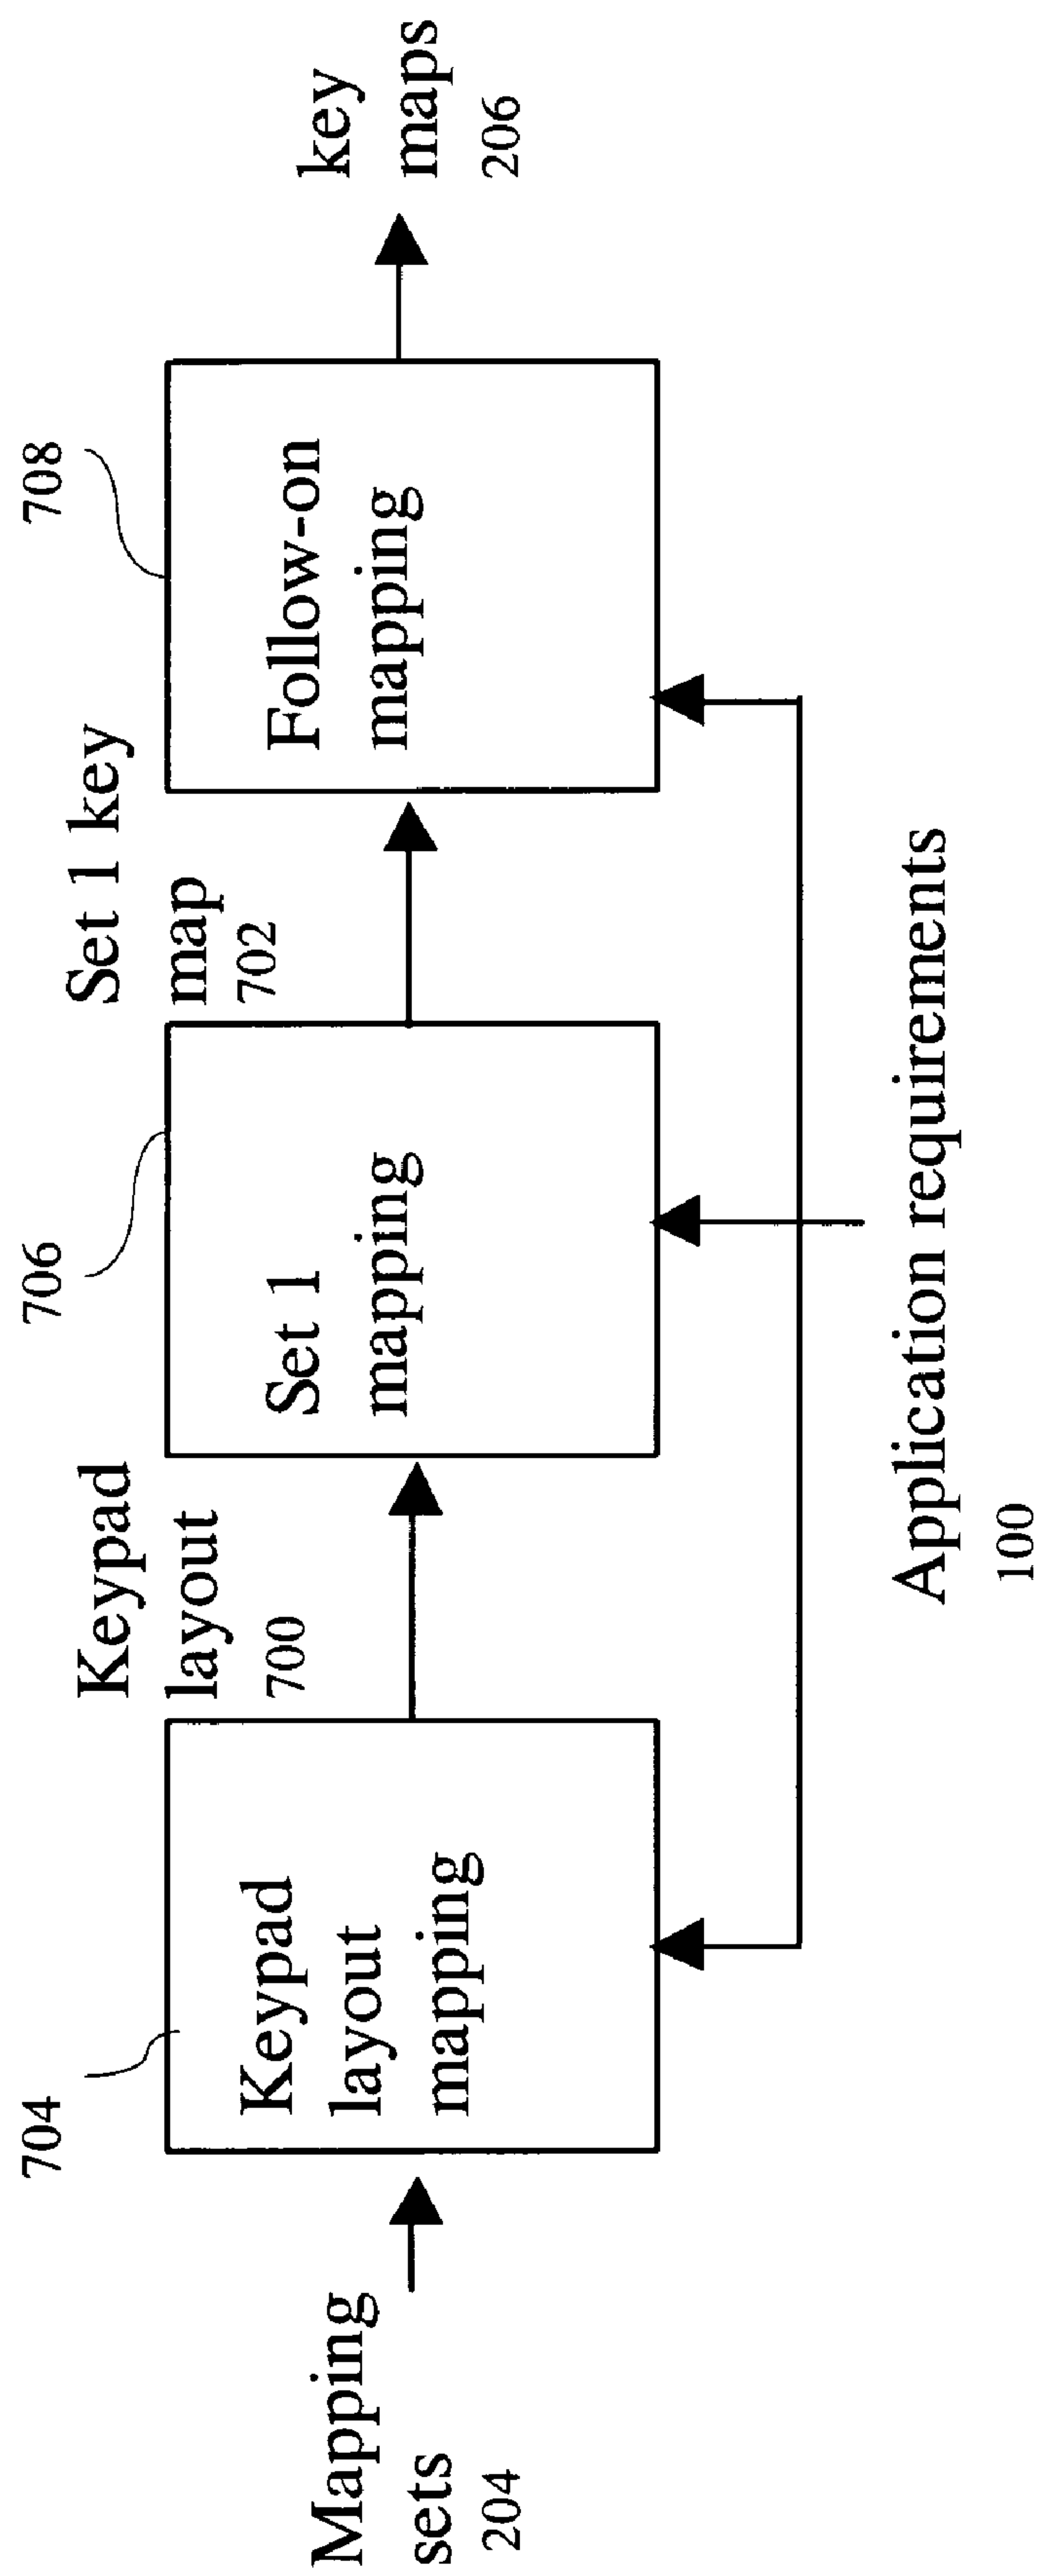 704
706
708
Mapping
sets
204
Keypad
layout
mapping
Keypad
layout
700
Set 1
mapping
Set 1 key
map
702
Follow-on
mapping
key
maps
206
Application requirements
100